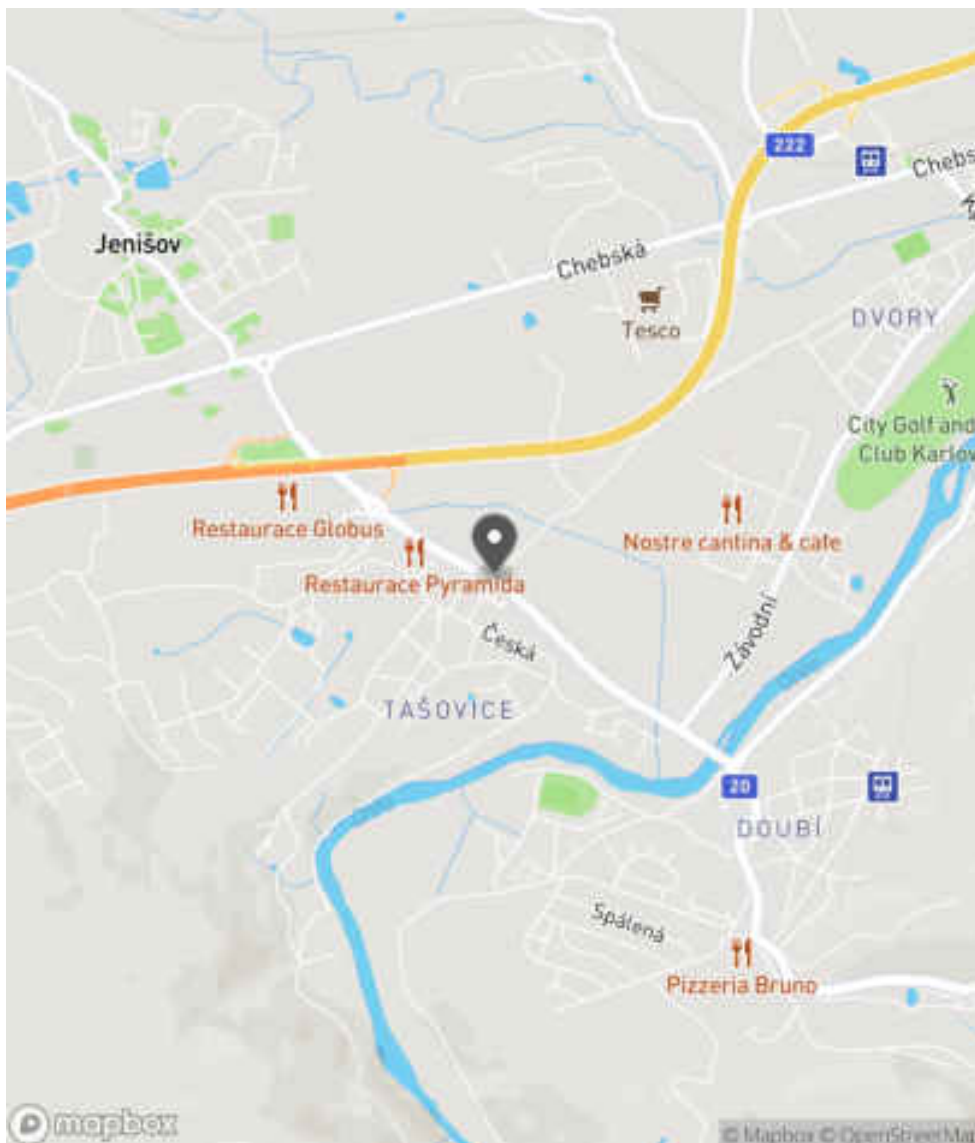 222
Chebs
Jenišov
Chebská
Tesco
DVORY
City Golf and
Club Karlov
Restaurace Globus
Nostre cantina & cafe
Restaurace Pyramida
Česká
Závodní
TAŠOVICE
20
DOUBÍ
Spálená
Pizzeria Bruno
mapbox
© Mapbox © OpenStreetMa